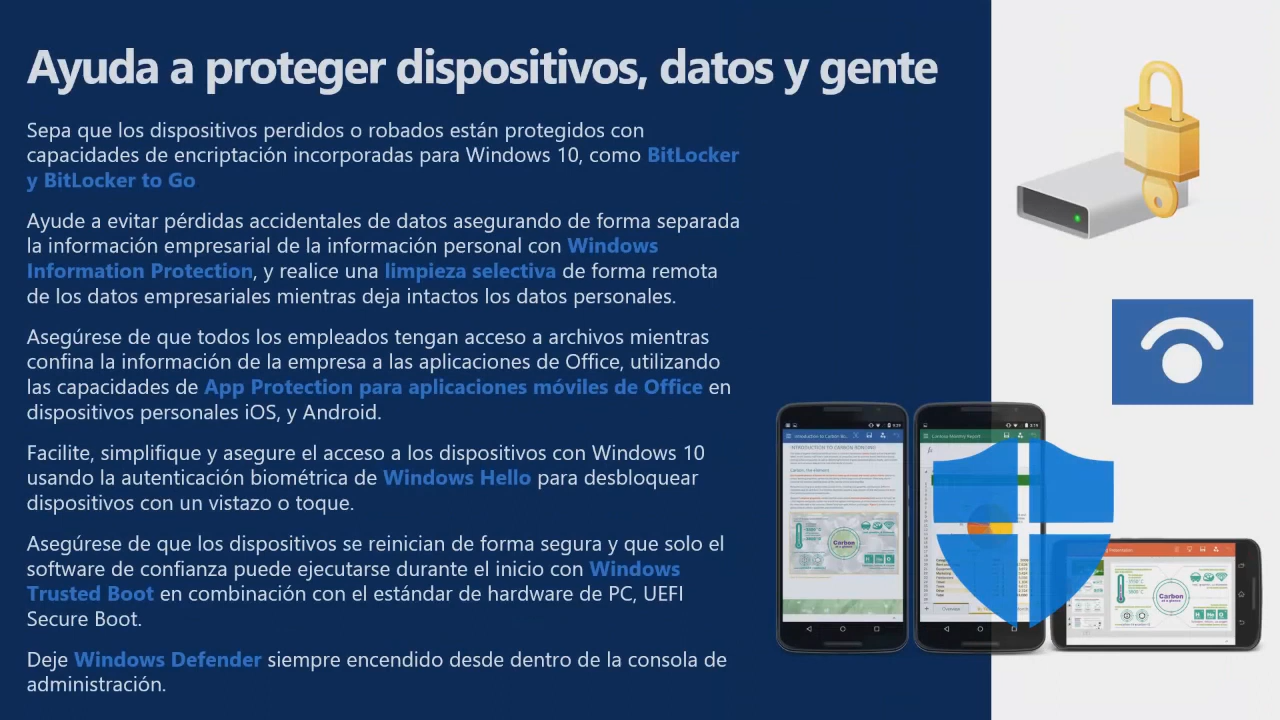 Ayuda a proteger dispositivos, datos y gente
Sepa que los dispositivos perdidos o robados están protegidos con
capacidades de encriptación incorporadas para Windows 10, como BitLocker
y BitLocker to Go
Ayude a evitar pérdidas accidentales de datos asegurando de forma separada
la información empresarial de la información personal con Windows
Information Protection, y realice una limpieza selectiva de forma remota
de los datos empresariales mientras deja intactos los datos personales.
Asegúrese de que todos los empleados tengan acceso a archivos mientras
confina la información de la empresa a las aplicaciones de Office, utilizando
las capacidades de App Protection para aplicaciones móviles de Office en
dispositivos personales iOS, y Android.
Facilite, simplifique y asegure el acceso a los dispositivos con Windows 10
usando autenticación biométrica de Windows Hello para desbloquear
dispositivos con un vistazo o toque.
Asegúrese de que los dispositivos se reinician de forma segura y que solo el
software de confianza puede ejecutarse durante el inicio con Windows
Trusted Boot en combinación con el estándar de hardware de PC, UEFI
Secure Boot.
Deje Windows Defender siempre encendido desde dentro de la consola de
administración.
INTRODUCTION TO CARBON BONDING
Carbon
Carbon